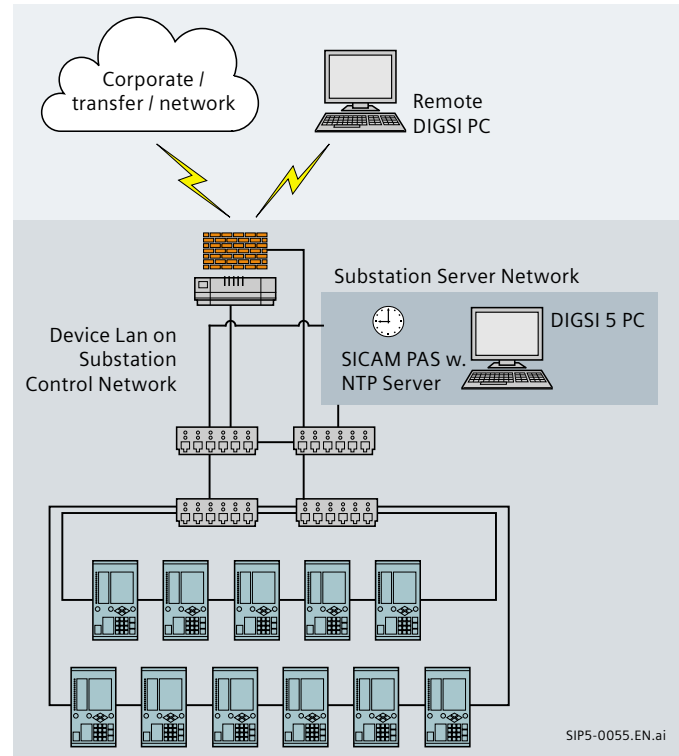 Corporate /
transfer / network
Remote
DIGSI PC
Substation Server Network
DIGSI 5 PC
SICAM PAS w.
NTP Server
Device Lan on
Substation
Control Network
SIP5-0055.EN.ai